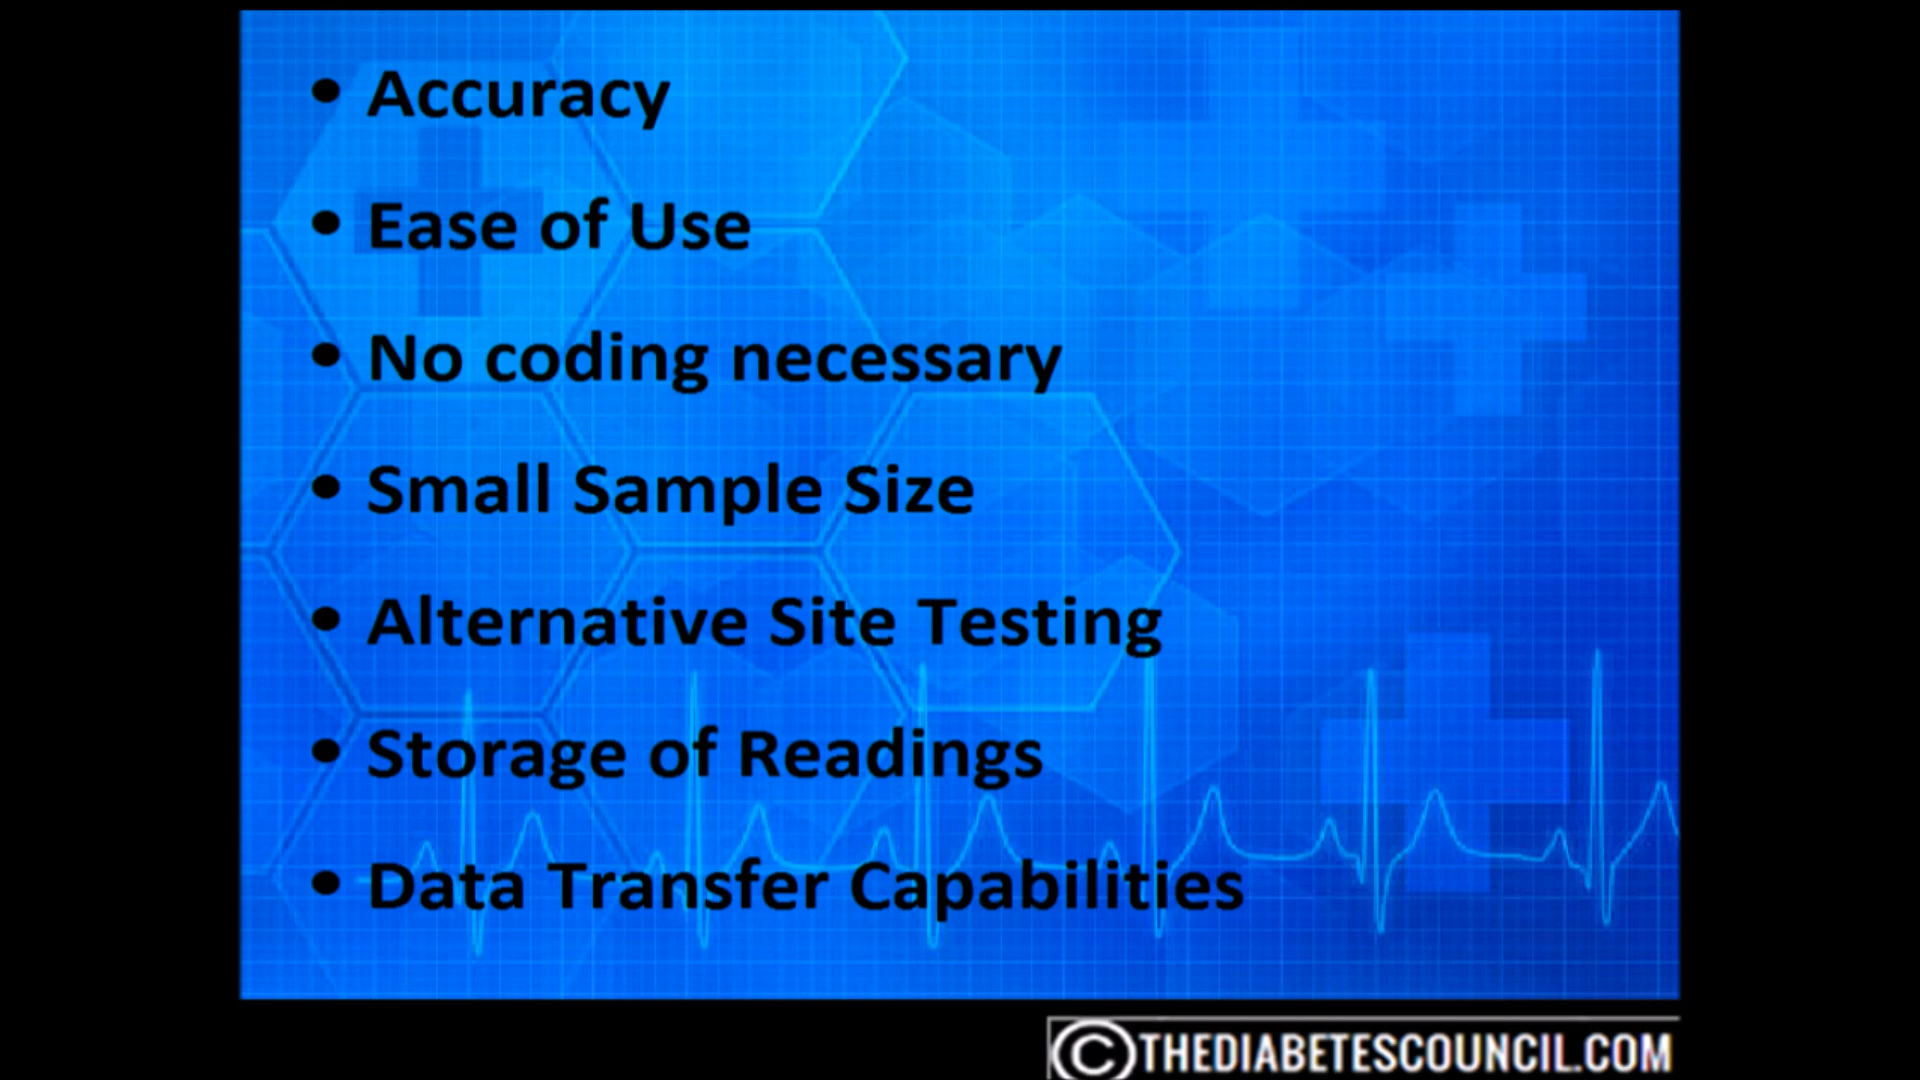 • Accuracy
• Ease of Use
• No coding necessary
• Small Sample Size
• Alternative Site Testing
• Storage of Readings
• Data Transfer Capabilities
©THEDIABETESCOUNCIL.COM